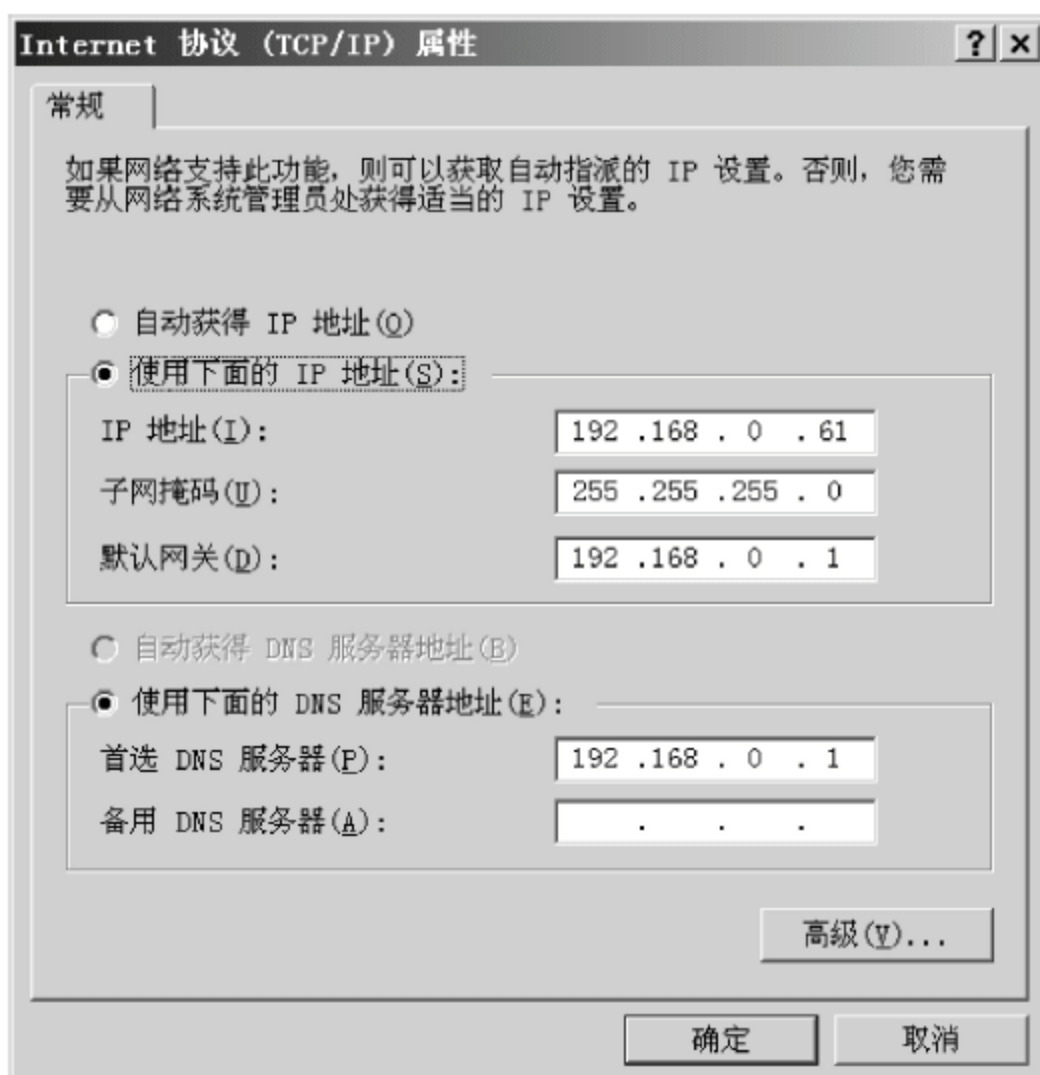 Internet 协议 (TCP/IP) 属性
常规
如果网络支持此功能，则可以获取自动指派的 IP 设置。否则，您需
要从网络系统管理员处获得适当的 IP 设置。
自动获得 IP 地址(O)
使用下面的 IP 地址(S):
IP 地址(I): 192 .168 . 0 . 61
子网掩码(U): 255 .255 .255 . 0
默认网关(D): 192 .168 . 0 . 1
自动获得 DNS 服务器地址(B)
使用下面的 DNS 服务器地址(E):
首选 DNS 服务器(P): 192 .168 . 0 . 1
备用 DNS 服务器(A): . . .
高级(V)...
确定 取消